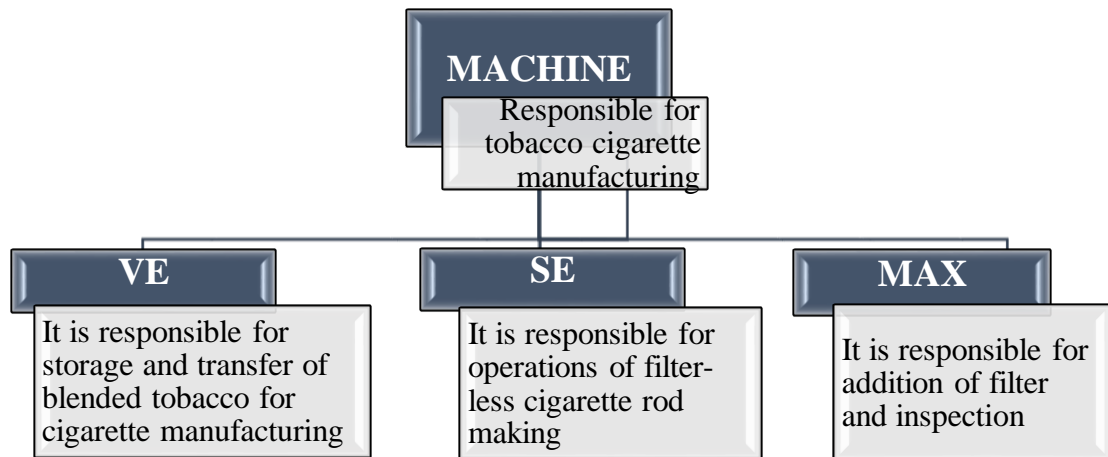 MACHINE
Responsible for
tobacco cigarette
manufacturing
VE
It is responsible for
storage and transfer of
blended tobacco for
cigarette manufacturing
SE
It is responsible for
operations of filter-
less cigarette rod
making
MAX
It is responsible for
addition of filter
and inspection